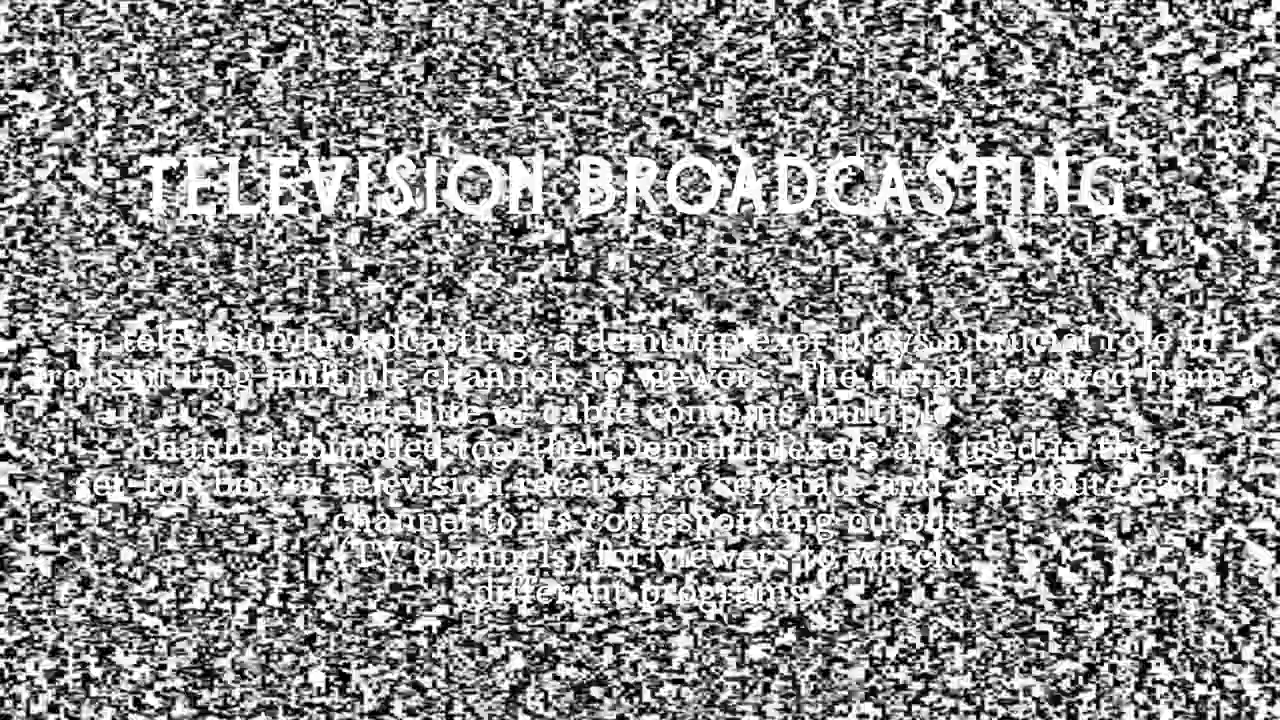 TELEVISION BROADCASTING
In television broadcasting, a demultiplexer plays a crucial role in
transmitting multiple channels to viewers. The signal received from a
satellite or cable contains multiple
channels bundled together.Demultiplexers are used in the
set-top box or television receiver to separate and distribute each
channel to its corresponding output
(TV channels) for viewers to watch
different programs.